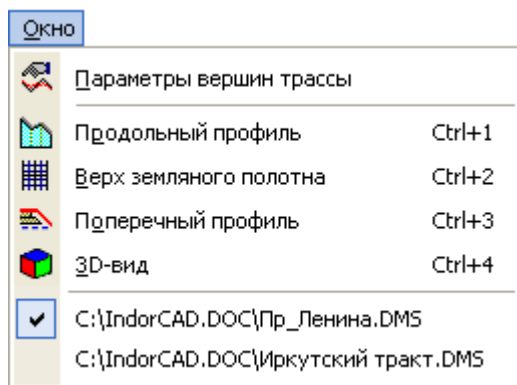 Окно
Параметры вершин трассы
Продольный профиль Ctrl+1
Верх земляного полотна Ctrl+2
Поперечный профиль Ctrl+3
3D-вид Ctrl+4
C:\IndorCAD.DOC\Пр_Ленина.DMS
C:\IndorCAD.DOC\Иркутский тракт.DMS